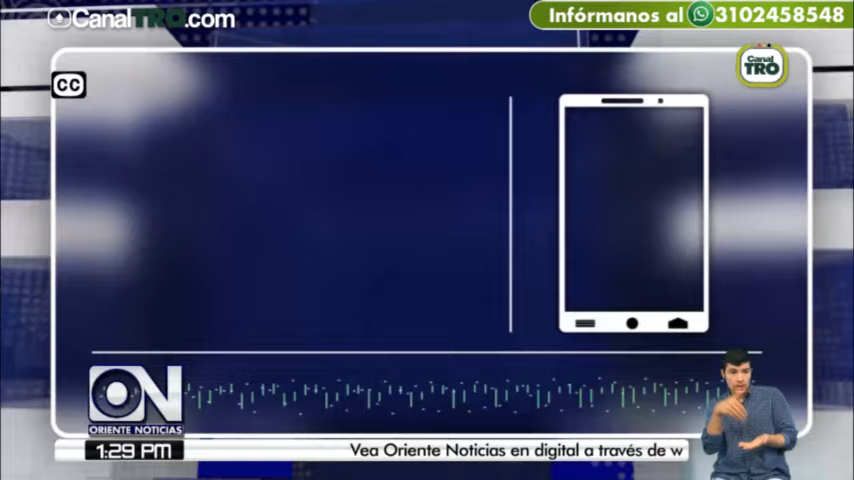 CanalTRO.com
Infórmanos al 3102458548
CC
Canal
TRO
ON
ORIENTE NOTICIAS
1:29 PM
Vea Oriente Noticias en digital a través de w